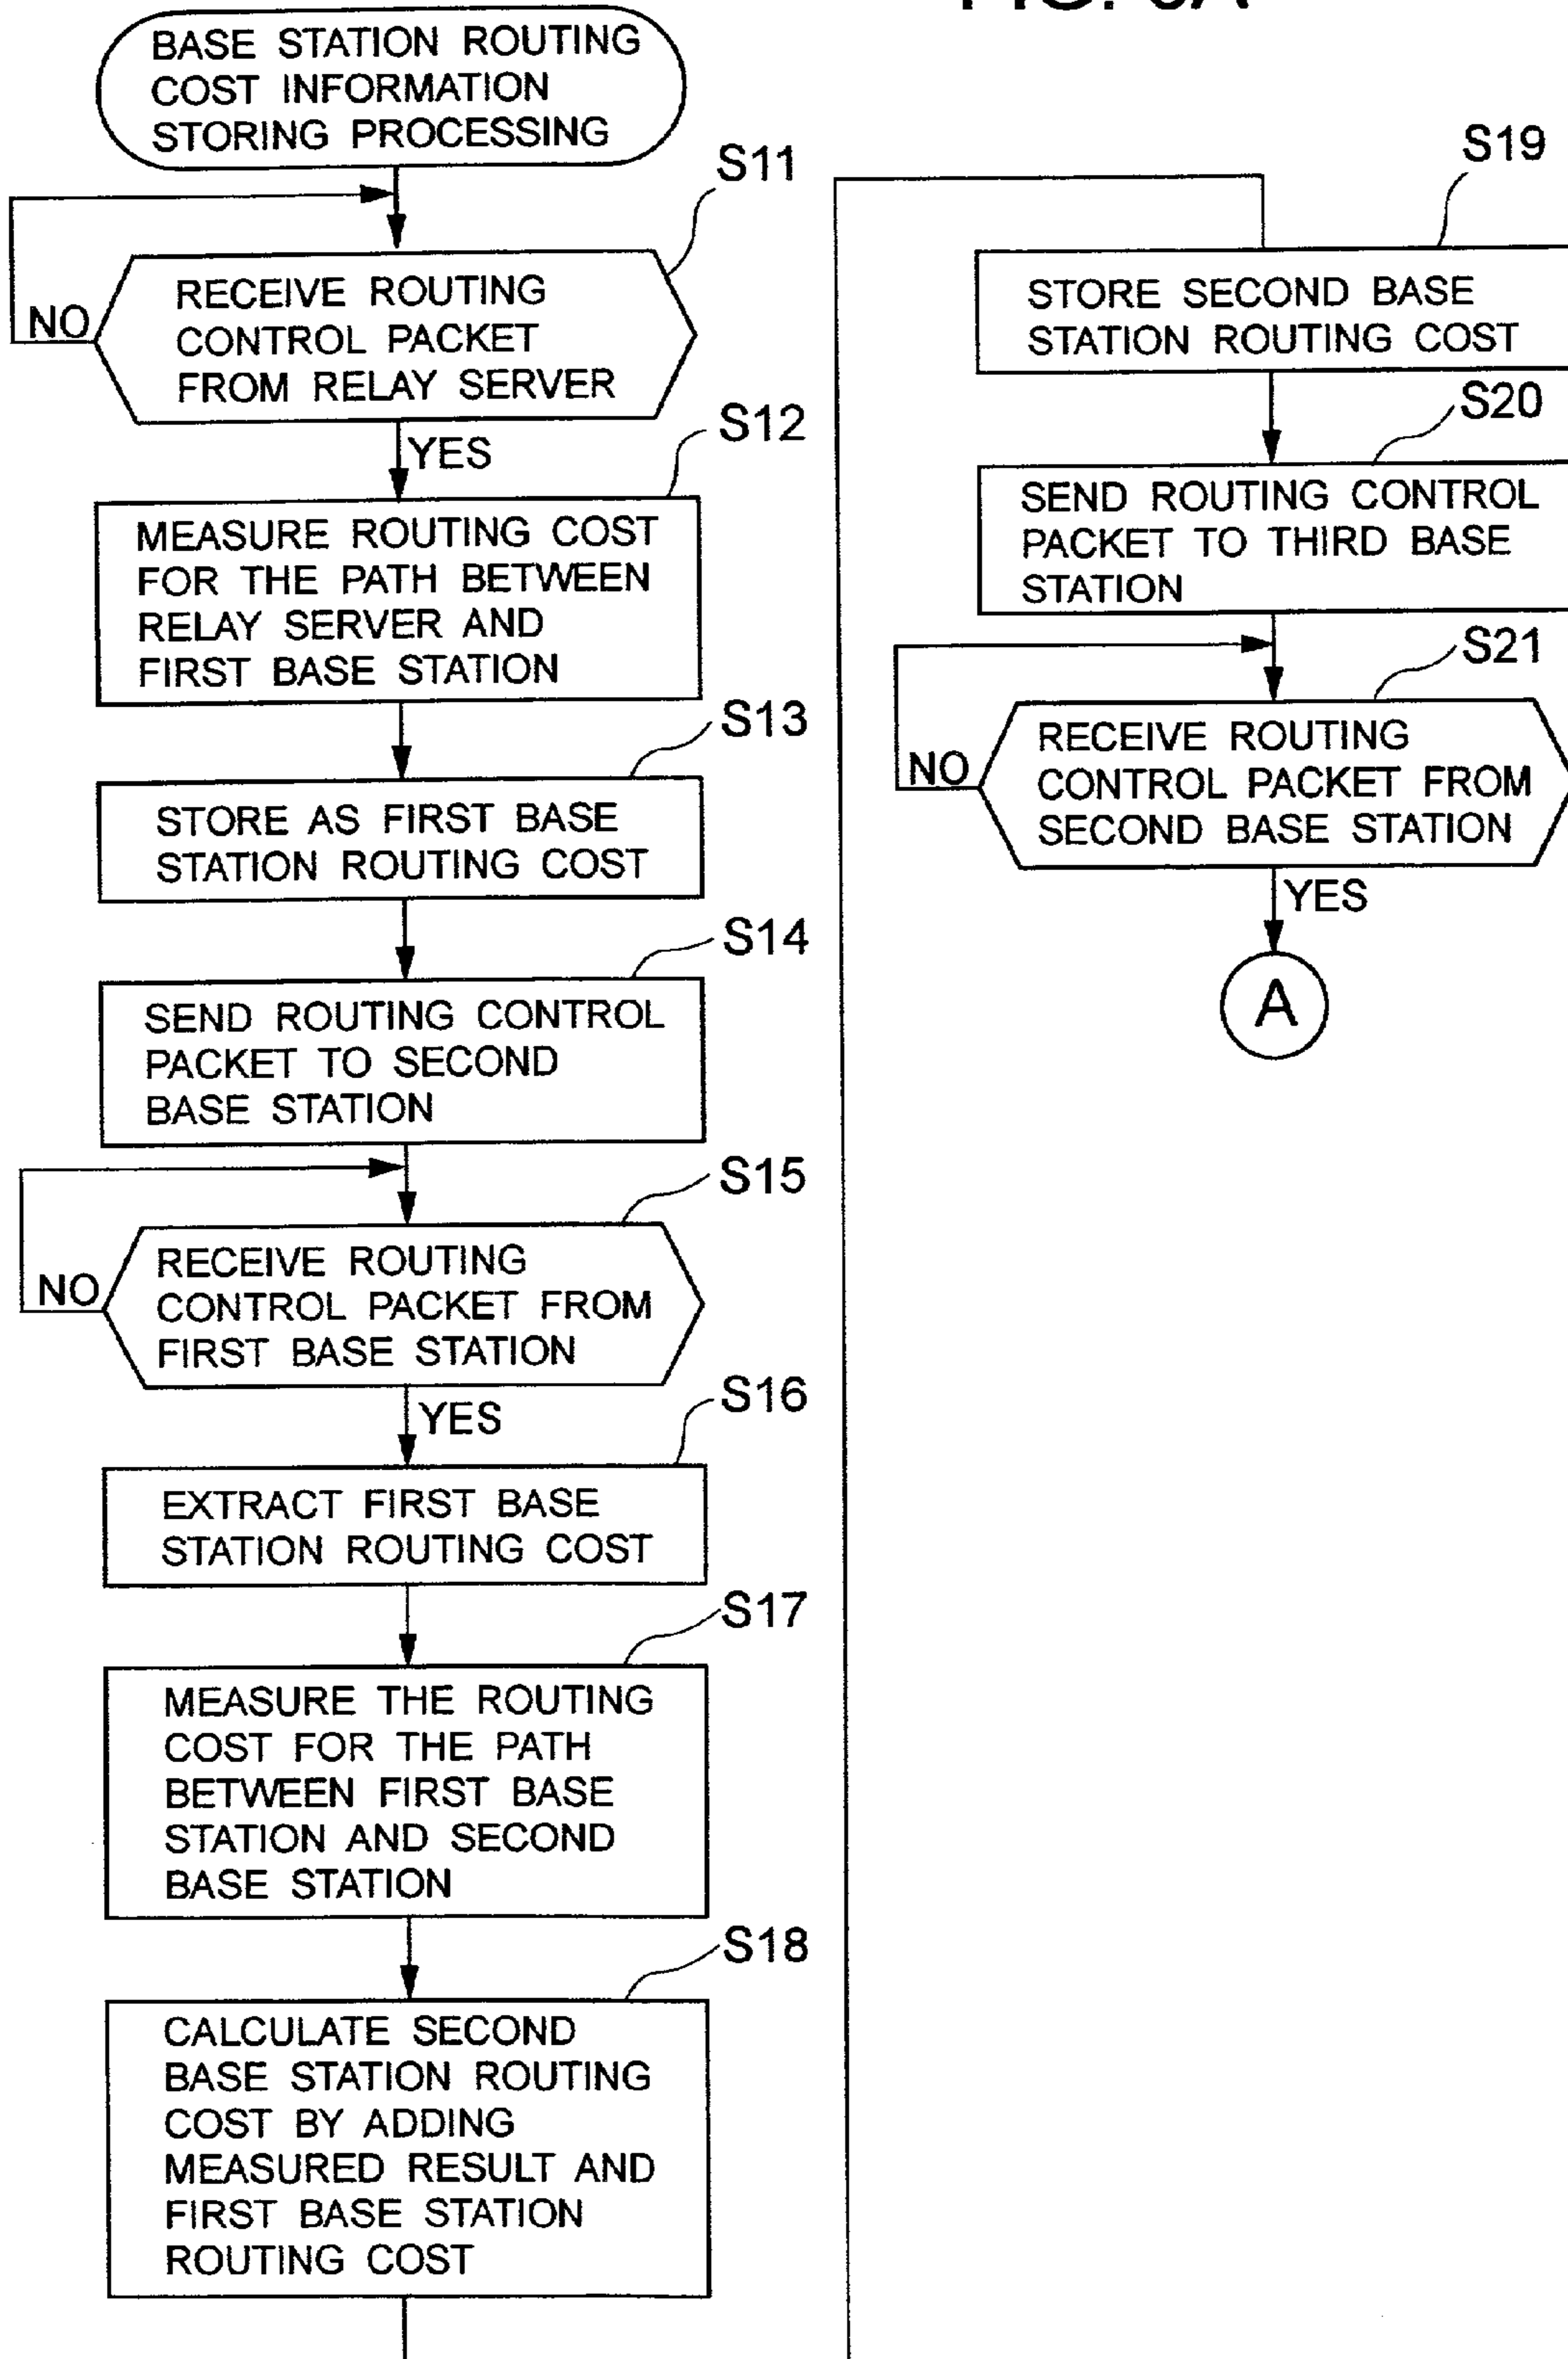 BASE STATION ROUTING
COST INFORMATION
STORING PROCESSING
S11
RECEIVE ROUTING
CONTROL PACKET
FROM RELAY SERVER
NO
YES
S12
MEASURE ROUTING COST
FOR THE PATH BETWEEN
RELAY SERVER AND
FIRST BASE STATION
S13
STORE AS FIRST BASE
STATION ROUTING COST
S14
SEND ROUTING CONTROL
PACKET TO SECOND
BASE STATION
S15
RECEIVE ROUTING
CONTROL PACKET FROM
FIRST BASE STATION
NO
YES
S16
EXTRACT FIRST BASE
STATION ROUTING COST
S17
MEASURE THE ROUTING
COST FOR THE PATH
BETWEEN FIRST BASE
STATION AND SECOND
BASE STATION
S18
CALCULATE SECOND
BASE STATION ROUTING
COST BY ADDING
MEASURED RESULT AND
FIRST BASE STATION
ROUTING COST
S19
STORE SECOND BASE
STATION ROUTING COST
S20
SEND ROUTING CONTROL
PACKET TO THIRD BASE
STATION
S21
RECEIVE ROUTING
CONTROL PACKET FROM
SECOND BASE STATION
NO
YES
A